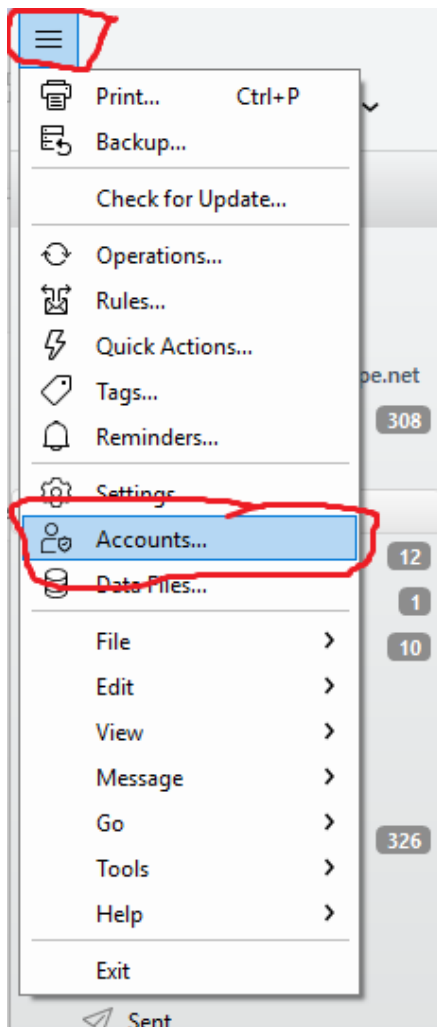 Print... Ctrl+P
Backup...
Check for Update...
Operations...
Rules...
Quick Actions...
pe.net
Tags...
308
Reminders...
Settings
Accounts...
12
Data Files...
1
File
10
Edit
View
Message
Go
326
Tools
Help
Exit
Sent